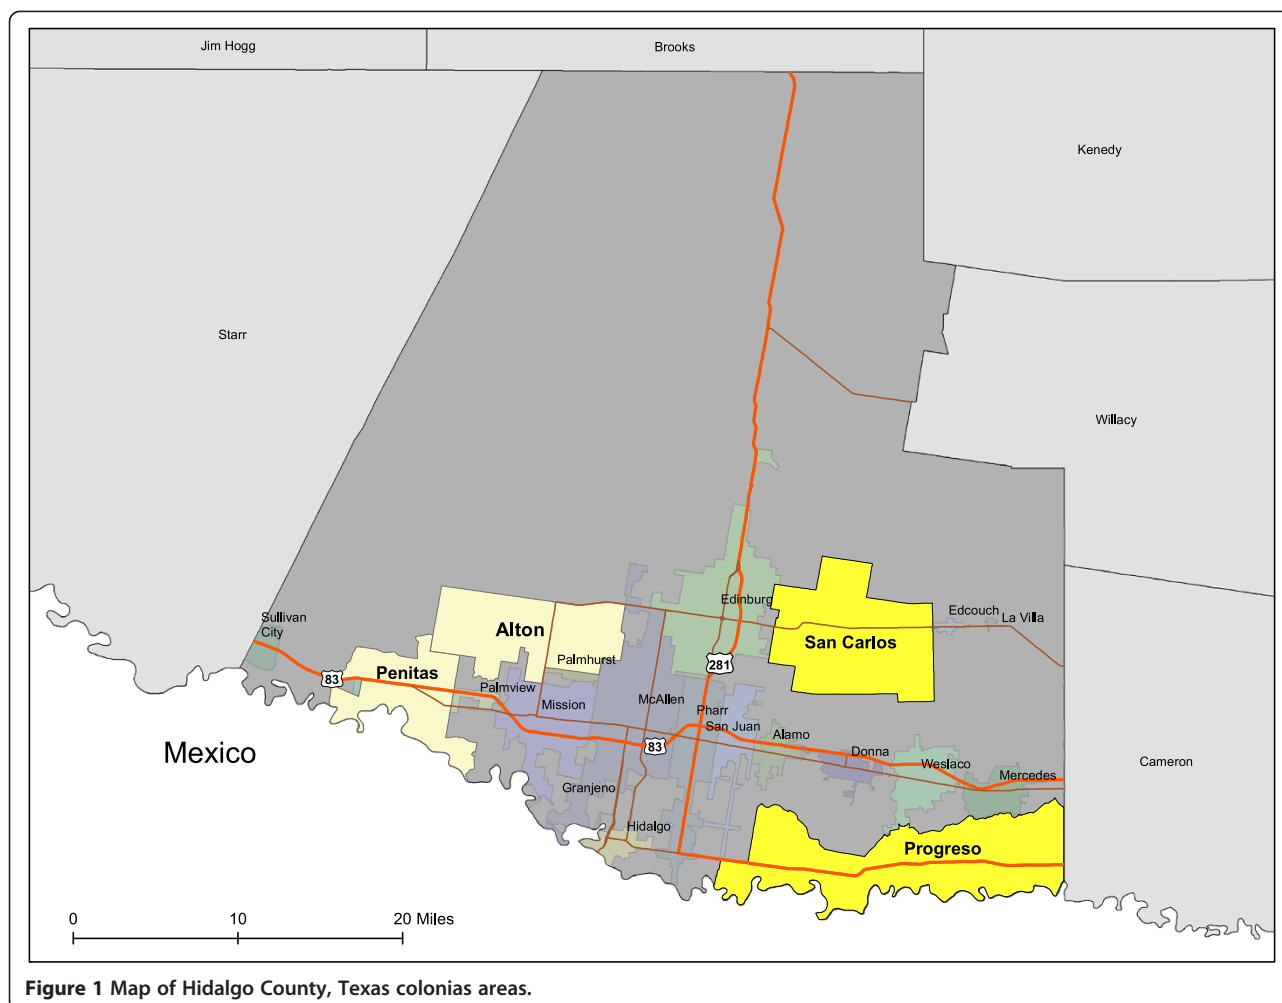 Jim Hogg
Brooks
Kenedy
Starr
Willacy
Edinburg
Sullivan
City
Edcouch
La Villa
Alton
San Carlos
Palmhurst
281
Penitas
83
Palmview
McAllen
Mission
Pharr
San Juan
Alamo
83
Donna
Mexico
Weslaco
Cameron
Mercedes
Granjeno
Hidalgo
Progreso
0 10 20 Miles
Figure 1 Map of Hidalgo County, Texas colonias areas.